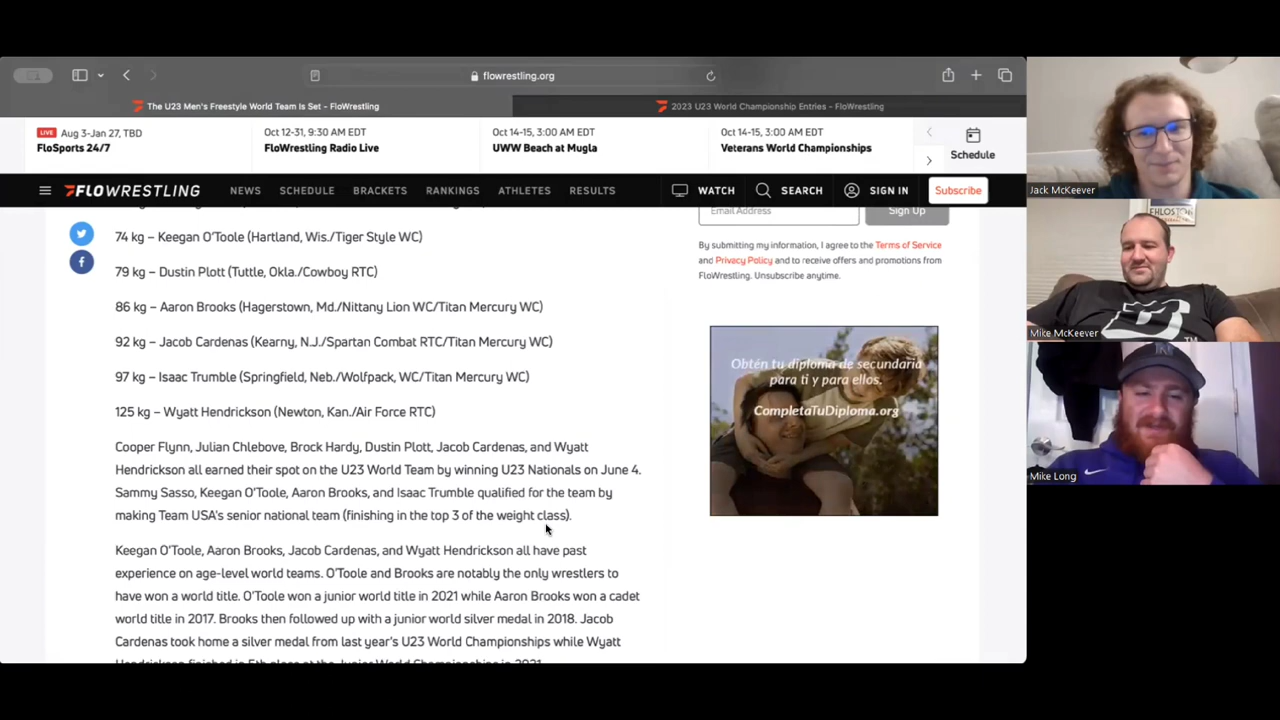 flowrestling.org
The U23 Men's Freestyle World Team Is Set - FloWrestling
2023 U23 World Championship Entries - FloWrestling
LIVE Aug 3-Jan 27, TBD
FloSports 24/7
Oct 12-31, 9:30 AM EDT
FloWrestling Radio Live
Oct 14-15, 3:00 AM EDT
UWW Beach at Mugla
Oct 14-15, 3:00 AM EDT
Veterans World Championships
Schedule
FLOWRESTLING
NEWS
SCHEDULE
BRACKETS
RANKINGS
ATHLETES
RESULTS
WATCH
SEARCH
SIGN IN
Subscribe
74 kg – Keegan O'Toole (Hartland, Wis./Tiger Style WC)
79 kg – Dustin Plott (Tuttle, Okla./Cowboy RTC)
86 kg – Aaron Brooks (Hagerstown, Md./Nittany Lion WC/Titan Mercury WC)
92 kg – Jacob Cardenas (Kearny, N.J./Spartan Combat RTC/Titan Mercury WC)
97 kg – Isaac Trumble (Springfield, Neb./Wolfpack, WC/Titan Mercury WC)
125 kg – Wyatt Hendrickson (Newton, Kan./Air Force RTC)
Cooper Flynn, Julian Chlebove, Brock Hardy, Dustin Plott, Jacob Cardenas, and Wyatt
Hendrickson all earned their spot on the U23 World Team by winning U23 Nationals on June 4.
Sammy Sasso, Keegan O'Toole, Aaron Brooks, and Isaac Trumble qualified for the team by
making Team USA's senior national team (finishing in the top 3 of the weight class).
Keegan O'Toole, Aaron Brooks, Jacob Cardenas, and Wyatt Hendrickson all have past
experience on age-level world teams. O'Toole and Brooks are notably the only wrestlers to
have won a world title. O'Toole won a junior world title in 2021 while Aaron Brooks won a cadet
world title in 2017. Brooks then followed up with a junior world silver medal in 2018. Jacob
Cardenas took home a silver medal from last year's U23 World Championships while Wyatt
Hendrickson finished in 5th place at the Junior World Championships in 2021.
Email Address
Sign Up
By submitting my information, I agree to the Terms of Service
and Privacy Policy and to receive offers and promotions from
FloWrestling. Unsubscribe anytime.
Obtén tu diploma de secundaria
para ti y para ellos.
CompletaTuDiploma.org
Jack McKeever
Mike McKeever
Mike Long